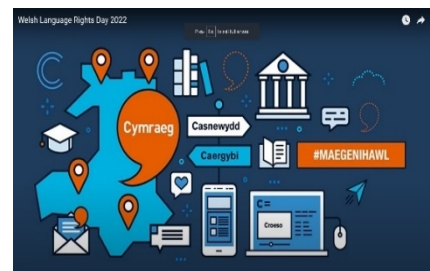 Welsh Language Rights Day 2022
Cymraeg
Casnewydd
Caergybi
#MAEGENIHAWL
C=
Croeso